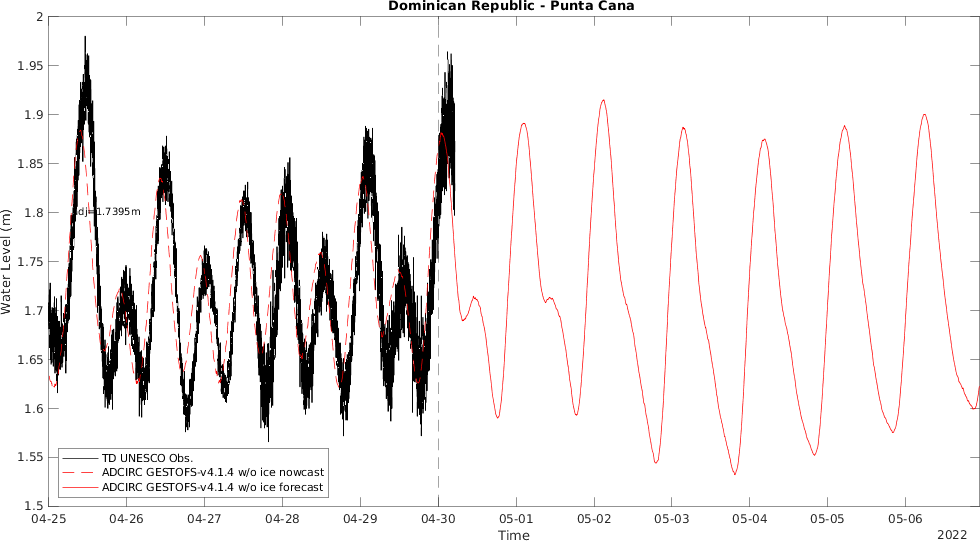 Dominican Republic - Punta Cana
Water Level (m)
2
1.95
1.9
1.85
1.8
1.75
1.7
1.65
1.6
1.55
1.5
adj=1.7395m
TD UNESCO Obs.
ADCIRC GESTOFS-v4.1.4 w/o ice nowcast
ADCIRC GESTOFS-v4.1.4 w/o ice forecast
04-25 04-26 04-27 04-28 04-29 04-30 05-01 05-02 05-03 05-04 05-05 05-06
Time
2022